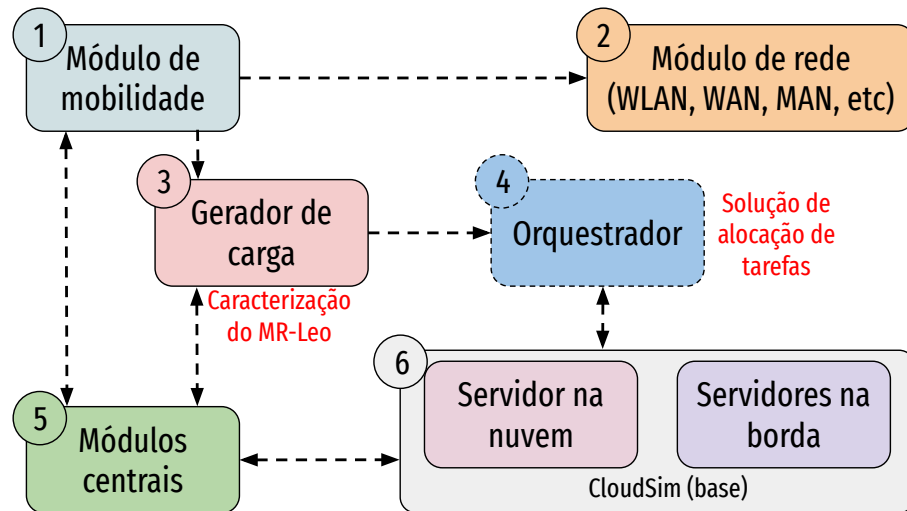 1
Módulo de
mobilidade
2
Módulo de rede
(WLAN, WAN, MAN, etc)
3
Gerador de
carga
Caracterização
do MR-Leo
4
Orquestrador
Solução de
alocação de
tarefas
5
Módulos
centrais
6
Servidor na
nuvem
Servidores na
borda
CloudSim (base)